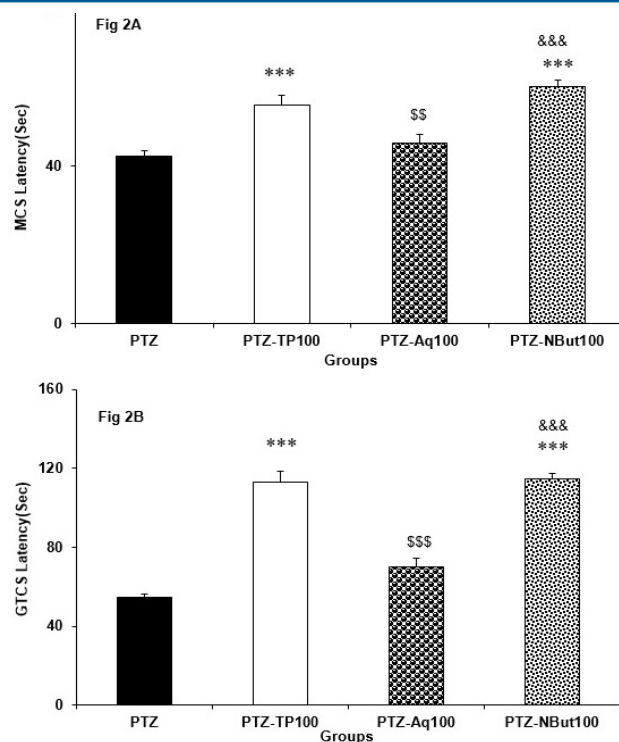 Fig 2A
&&&
***
***
$$
MCS Latency(Sec)
40
0
PTZ PTZ-TP100 PTZ-Aq100 PTZ-NBut100
Groups
160
Fig 2B
&&&
***
***
120
$$$
GTCS Latency(Sec)
80
40
0
PTZ PTZ-TP100 PTZ-Aq100 PTZ-NBut100
Groups